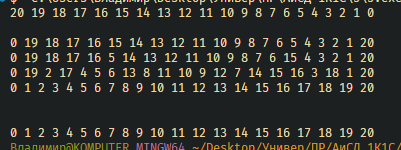 20 19 18 17 16 15 14 13 12 11 10 9 8 7 6 5 4 3 2 1 0
0 19 18 17 16 15 14 13 12 11 10 9 8 7 6 5 4 3 2 1 20
0 19 18 17 16 5 14 13 12 11 10 9 8 7 6 15 4 3 2 1 20
0 19 2 17 4 5 6 13 8 11 10 9 12 7 14 15 16 3 18 1 20
0 1 2 3 4 5 6 7 8 9 10 11 12 13 14 15 16 17 18 19 20
0 1 2 3 4 5 6 7 8 9 10 11 12 13 14 15 16 17 18 19 20
Владимир@KOMPUTER MINGW64 ~/Desktop/Универ/ПР/АиСД 1К1С/